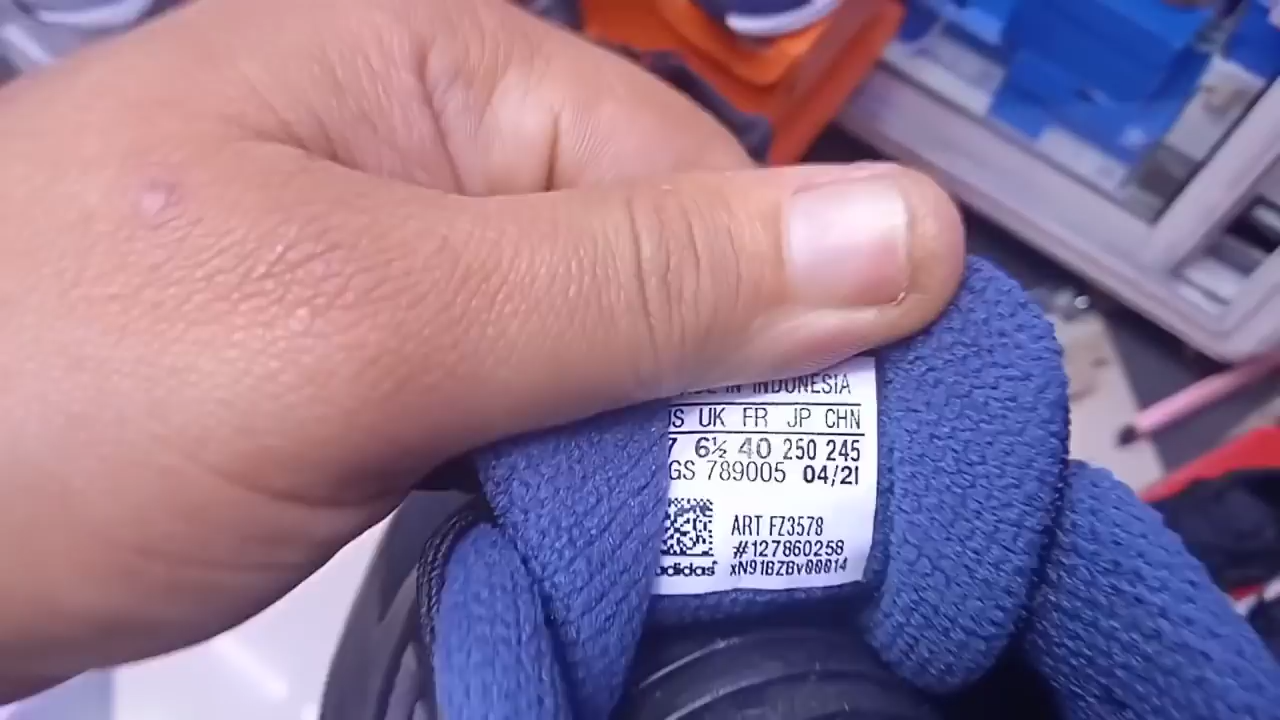 IN INDONESIA
US UK FR JP CHN
7 6½ 40 250 245
GS 789005 04/21
ART FZ3578
#127860258
adidas xN91BZBv00014